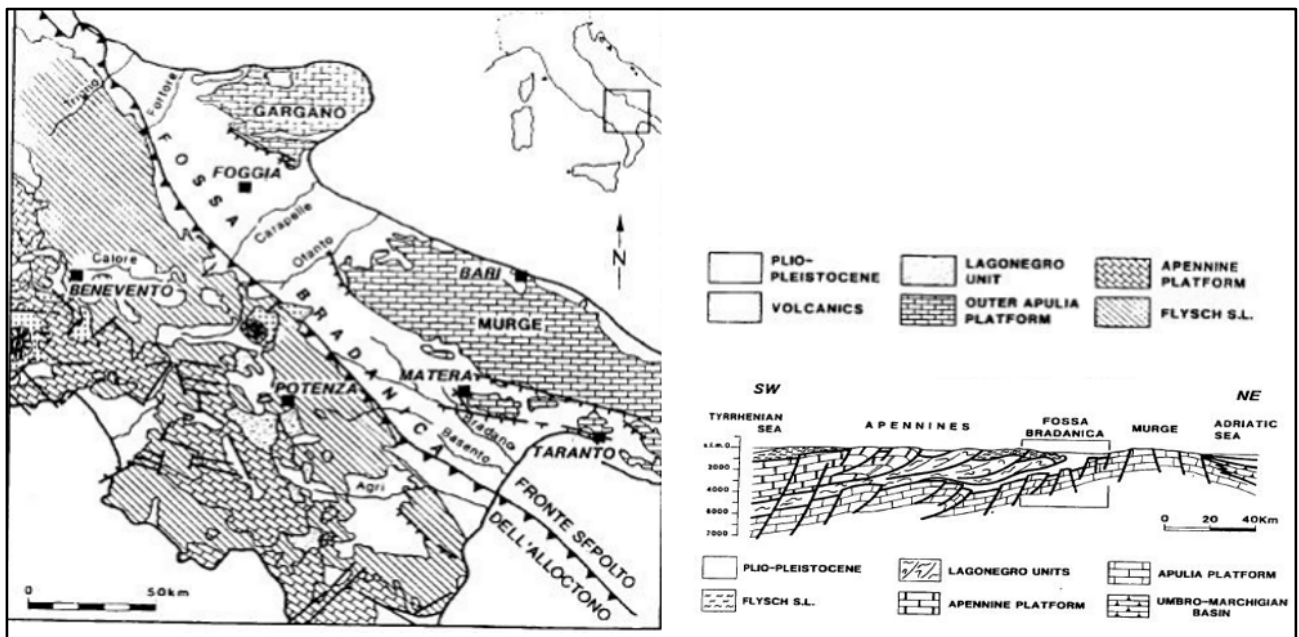 Trigno
Fortore
GARGANO
FOSSA
FOGGIA
Carapelle
Ofanto
N
Calore
BENEVENTO
BARI
BRADANICA
MURGE
MATERA
POTENZA
Bradano
Basento
TARANTO
Agri
FRONTE SEPOLTO
DELL'ALLOCTONO
0 50km
PLIO-
PLEISTOCENE
LAGONEGRO
UNIT
APENNINE
PLATFORM
VOLCANICS
OUTER APULIA
PLATFORM
FLYSCH S.L.
SW
NE
TYRRHENIAN
SEA
APENNINES
FOSSA
BRADANICA
MURGE
ADRIATIC
SEA
s.l.m.0
2000
4000
6000
7000
0 20 40Km
PLIO-PLEISTOCENE
LAGONEGRO UNITS
APULIA PLATFORM
FLYSCH S.L.
APENNINE PLATFORM
UMBRO-MARCHIGIAN
BASIN